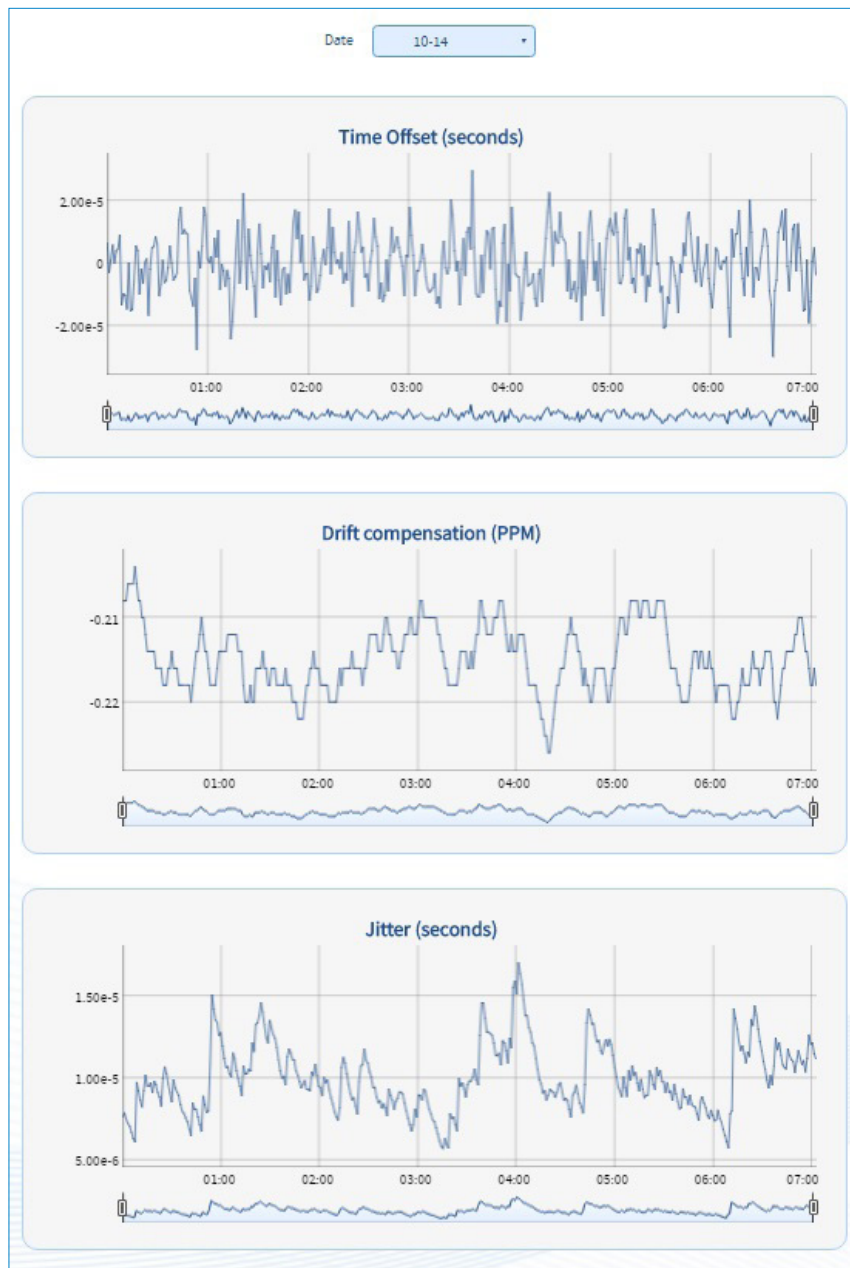 Date 10-14
Time Offset (seconds)
2.00e-5
0
-2.00e-5
01:00 02:00 03:00 04:00 05:00 06:00 07:00
Drift compensation (PPM)
-0.21
-0.22
01:00 02:00 03:00 04:00 05:00 06:00 07:00
Jitter (seconds)
1.50e-5
1.00e-5
5.00e-6
01:00 02:00 03:00 04:00 05:00 06:00 07:00